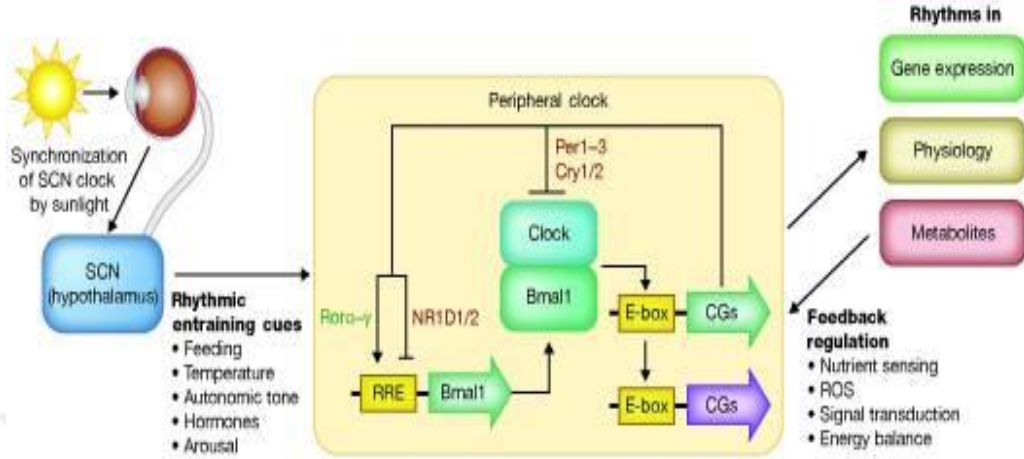 Rhythms in
Gene expression
Physiology
Metabolites
Synchronization
of SCN clock
by sunlight
SCN
(hypothalamus)
Rhythmic
entraining cues
• Feeding
• Temperature
• Autonomic tone
• Hormones
• Arousal
Peripheral clock
Per1–3
Cry1/2
Clock
Bmal1
E-box
CGs
Rorα–γ
NR1D1/2
RRE
Bmal1
E-box
CGs
Feedback
regulation
• Nutrient sensing
• ROS
• Signal transduction
• Energy balance